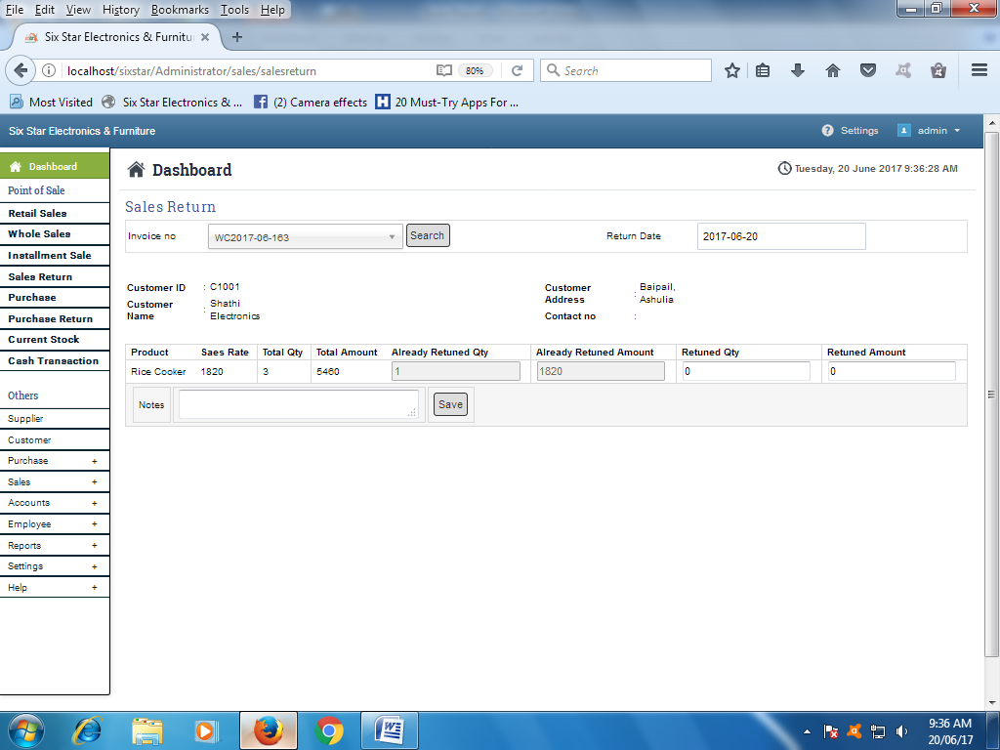 File Edit View History Bookmarks Tools Help
Six Star Electronics & Furnitu
localhost/sixstar/Administrator/sales/salesreturn 80% Search
Most Visited Six Star Electronics & ... (2) Camera effects 20 Must-Try Apps For ...
Six Star Electronics & Furniture Settings admin
Dashboard
Point of Sale
Retail Sales
Whole Sales
Installment Sale
Sales Return
Purchase
Purchase Return
Current Stock
Cash Transaction
Others
Supplier
Customer
Purchase +
Sales +
Accounts +
Employee +
Reports +
Settings +
Help +
Dashboard Tuesday, 20 June 2017 9:36:28 AM
Sales Return
Invoice no WC2017-06-163 Search Return Date 2017-06-20
Customer ID : C1001
Customer Name : Shathi Electronics
Customer Address : Baipail, Ashulia
Contact no :
Product Saes Rate Total Qty Total Amount Already Retuned Qty Already Retuned Amount Retuned Qty Retuned Amount
Rice Cooker 1820 3 5460 1 1820 0 0
Notes Save
9:36 AM
20/06/17